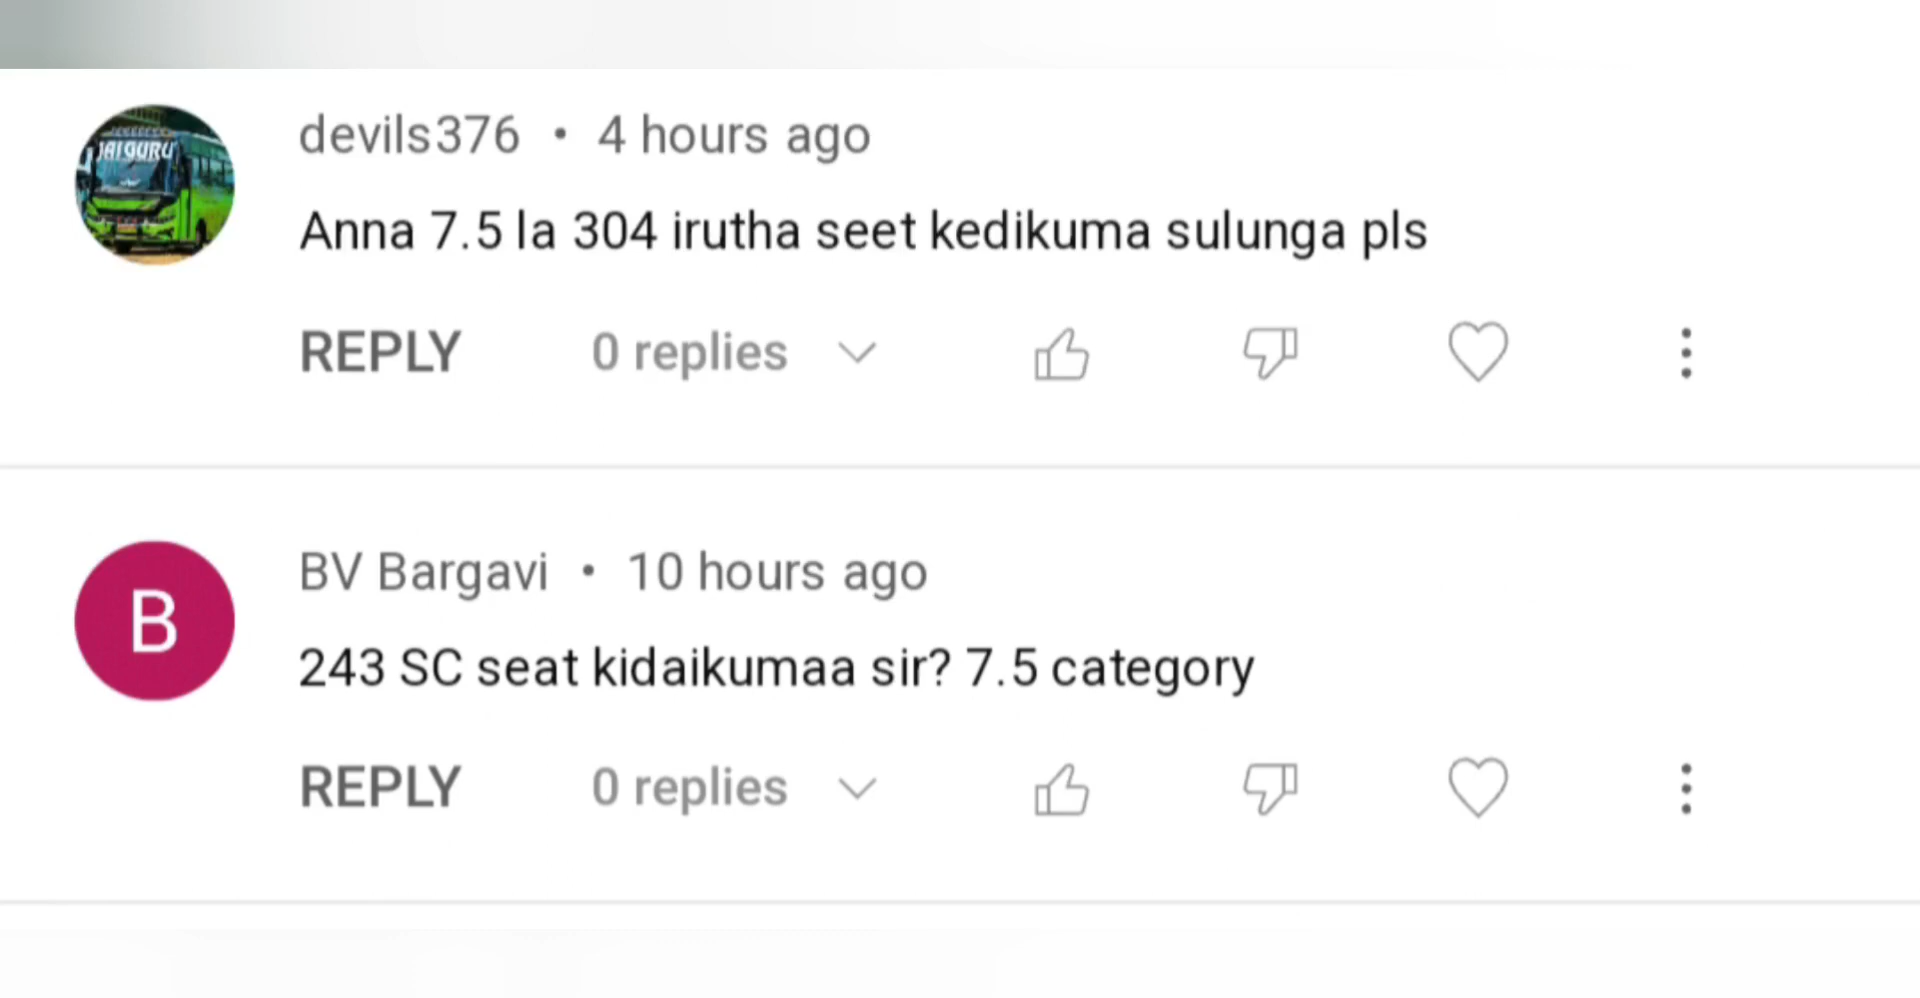 JAIGURU
devils376 • 4 hours ago
Anna 7.5 la 304 irutha seet kedikuma sulunga pls
REPLY 0 replies
B
BV Bargavi • 10 hours ago
243 SC seat kidaikumaa sir? 7.5 category
REPLY 0 replies